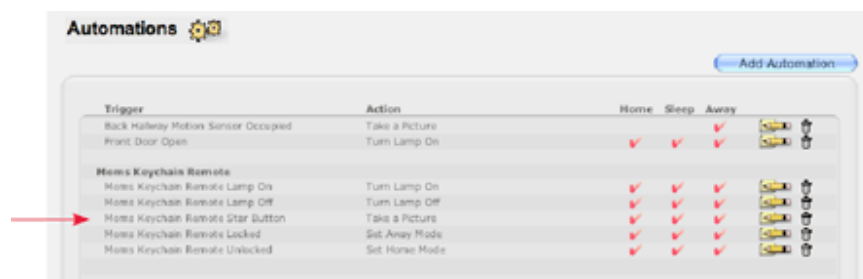 Automations
Add Automation
Trigger Action Home Sleep Away
Back Hallway Motion Sensor Occupied Take a Picture
Front Door Open Turn Lamp On
Moms Keychain Remote
Moms Keychain Remote Lamp On Turn Lamp On
Moms Keychain Remote Lamp Off Turn Lamp Off
Moms Keychain Remote Star Button Take a Picture
Moms Keychain Remote Locked Set Away Mode
Moms Keychain Remote Unlocked Set Home Mode